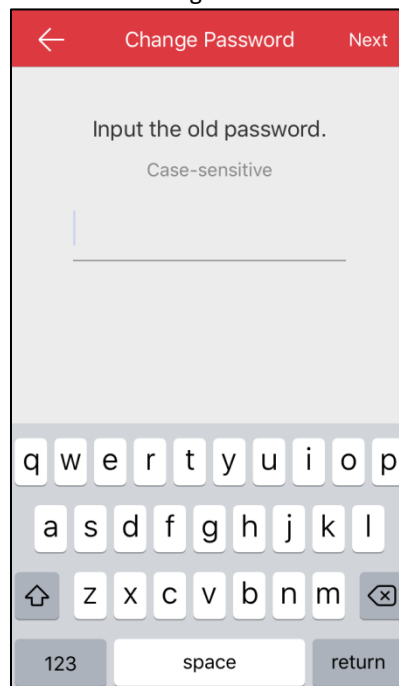 Change Password Next
Input the old password.
Case-sensitive
q w e r t y u i o p
a s d f g h j k l
z x c v b n m
123 space return